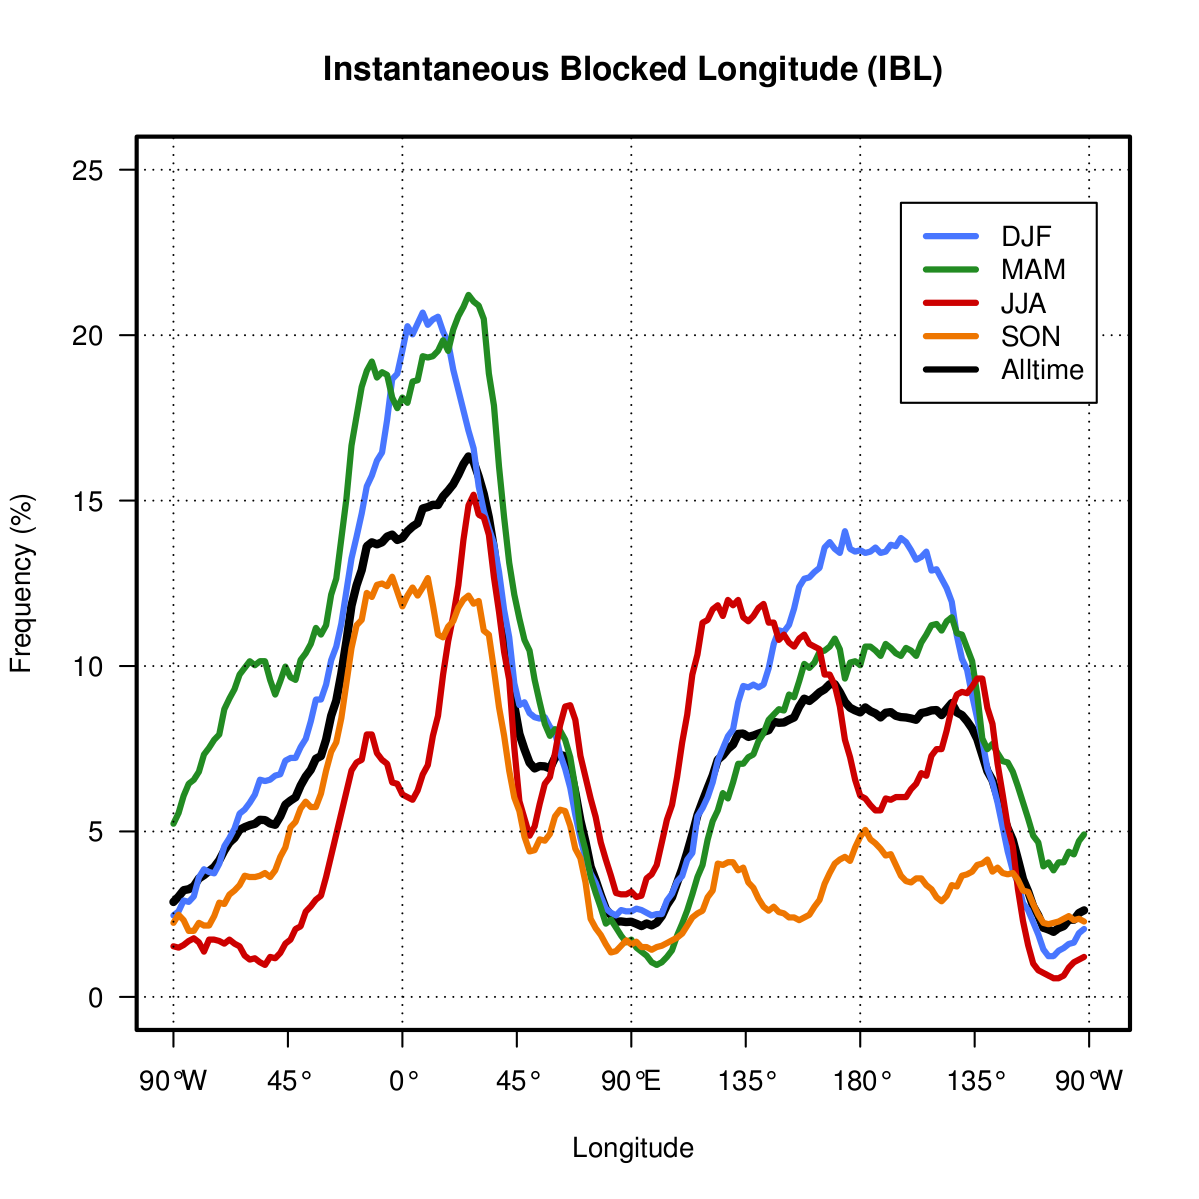 Instantaneous Blocked Longitude (IBL)
Frequency (%)
25
20
15
10
5
0
DJF
MAM
JJA
SON
Alltime
90°W 45° 0° 45° 90°E 135° 180° 135° 90°W
Longitude